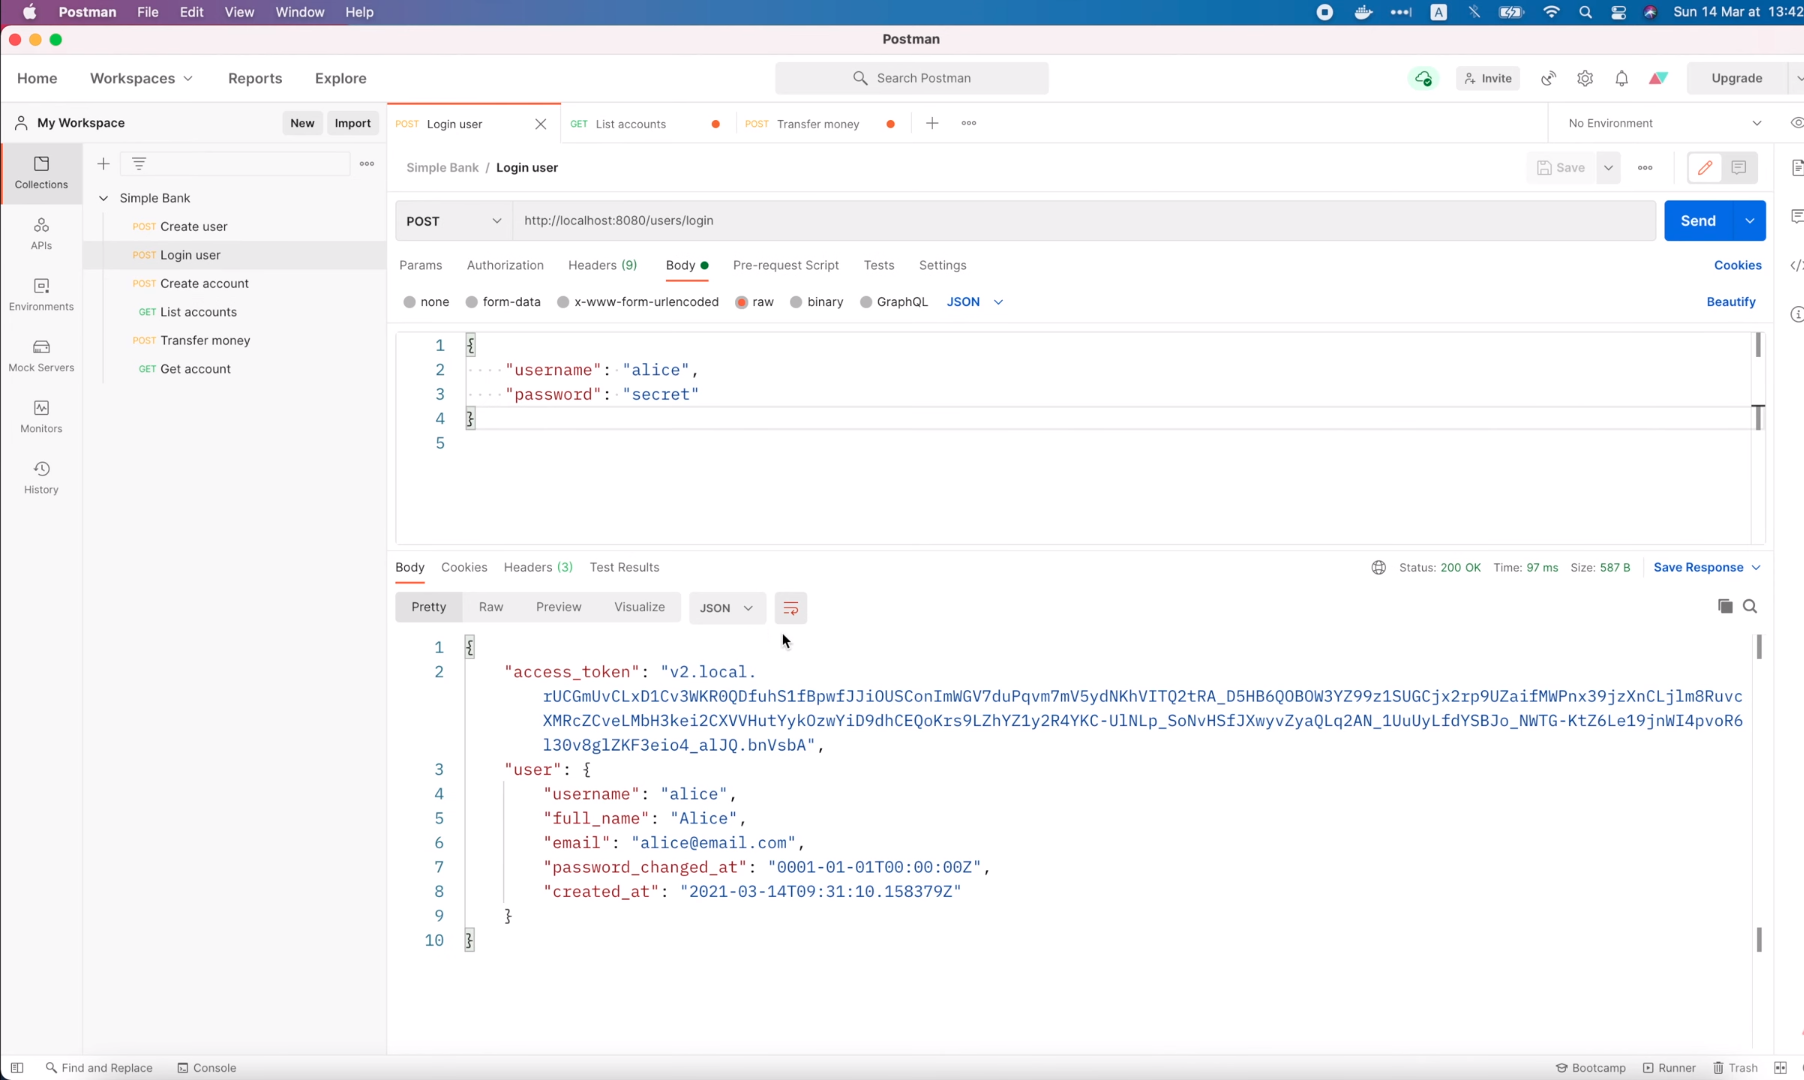 Postman File Edit View Window Help
A Sun 14 Mar at 13:42
Postman
Home Workspaces Reports Explore
Search Postman
Invite Upgrade
My Workspace New Import
POST Login user GET List accounts POST Transfer money
No Environment
Collections
APIs
Environments
Mock Servers
Monitors
History
Simple Bank
POST Create user
POST Login user
POST Create account
GET List accounts
POST Transfer money
GET Get account
Simple Bank / Login user
Save
POST http://localhost:8080/users/login Send
Params Authorization Headers (9) Body Pre-request Script Tests Settings Cookies
none form-data x-www-form-urlencoded raw binary GraphQL JSON Beautify
1 {
2 "username": "alice",
3 "password": "secret"
4 }
5
Body Cookies Headers (3) Test Results
Status: 200 OK Time: 97 ms Size: 587 B Save Response
Pretty Raw Preview Visualize JSON
1 {
2 "access_token": "v2.local.
rUCGmUvCLxD1Cv3WKR0QDfuhS1fBpwfJJiOUSConImWGV7duPqvm7mV5ydNKhVITQ2tRA_D5HB6QOBOW3YZ99z1SUGCjx2rp9UZaifMWPnx39jzXnCLjlm8Ruvc
XMRcZCveLMbH3kei2CXVVHutYykOzwYiD9dhCEQoKrs9LZhYZ1y2R4YKC-UlNLp_SoNvHSfJXwyvZyaQLq2AN_1UuUyLfdYSBJo_NWTG-KtZ6Le19jnWI4pvoR6
l30v8glZKF3eio4_alJQ.bnVsbA",
3 "user": {
4 "username": "alice",
5 "full_name": "Alice",
6 "email": "alice@email.com",
7 "password_changed_at": "0001-01-01T00:00:00Z",
8 "created_at": "2021-03-14T09:31:10.158379Z"
9 }
10 }
Find and Replace Console
Bootcamp Runner Trash